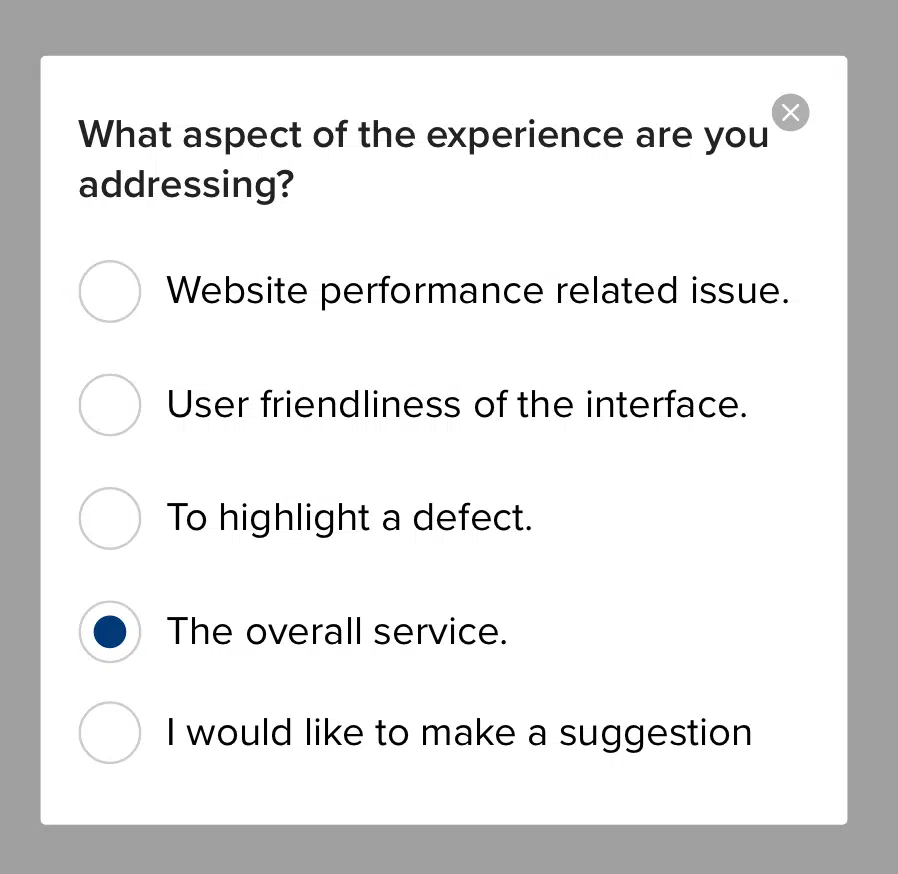 What aspect of the experience are you
addressing?
Website performance related issue.
User friendliness of the interface.
To highlight a defect.
The overall service.
I would like to make a suggestion